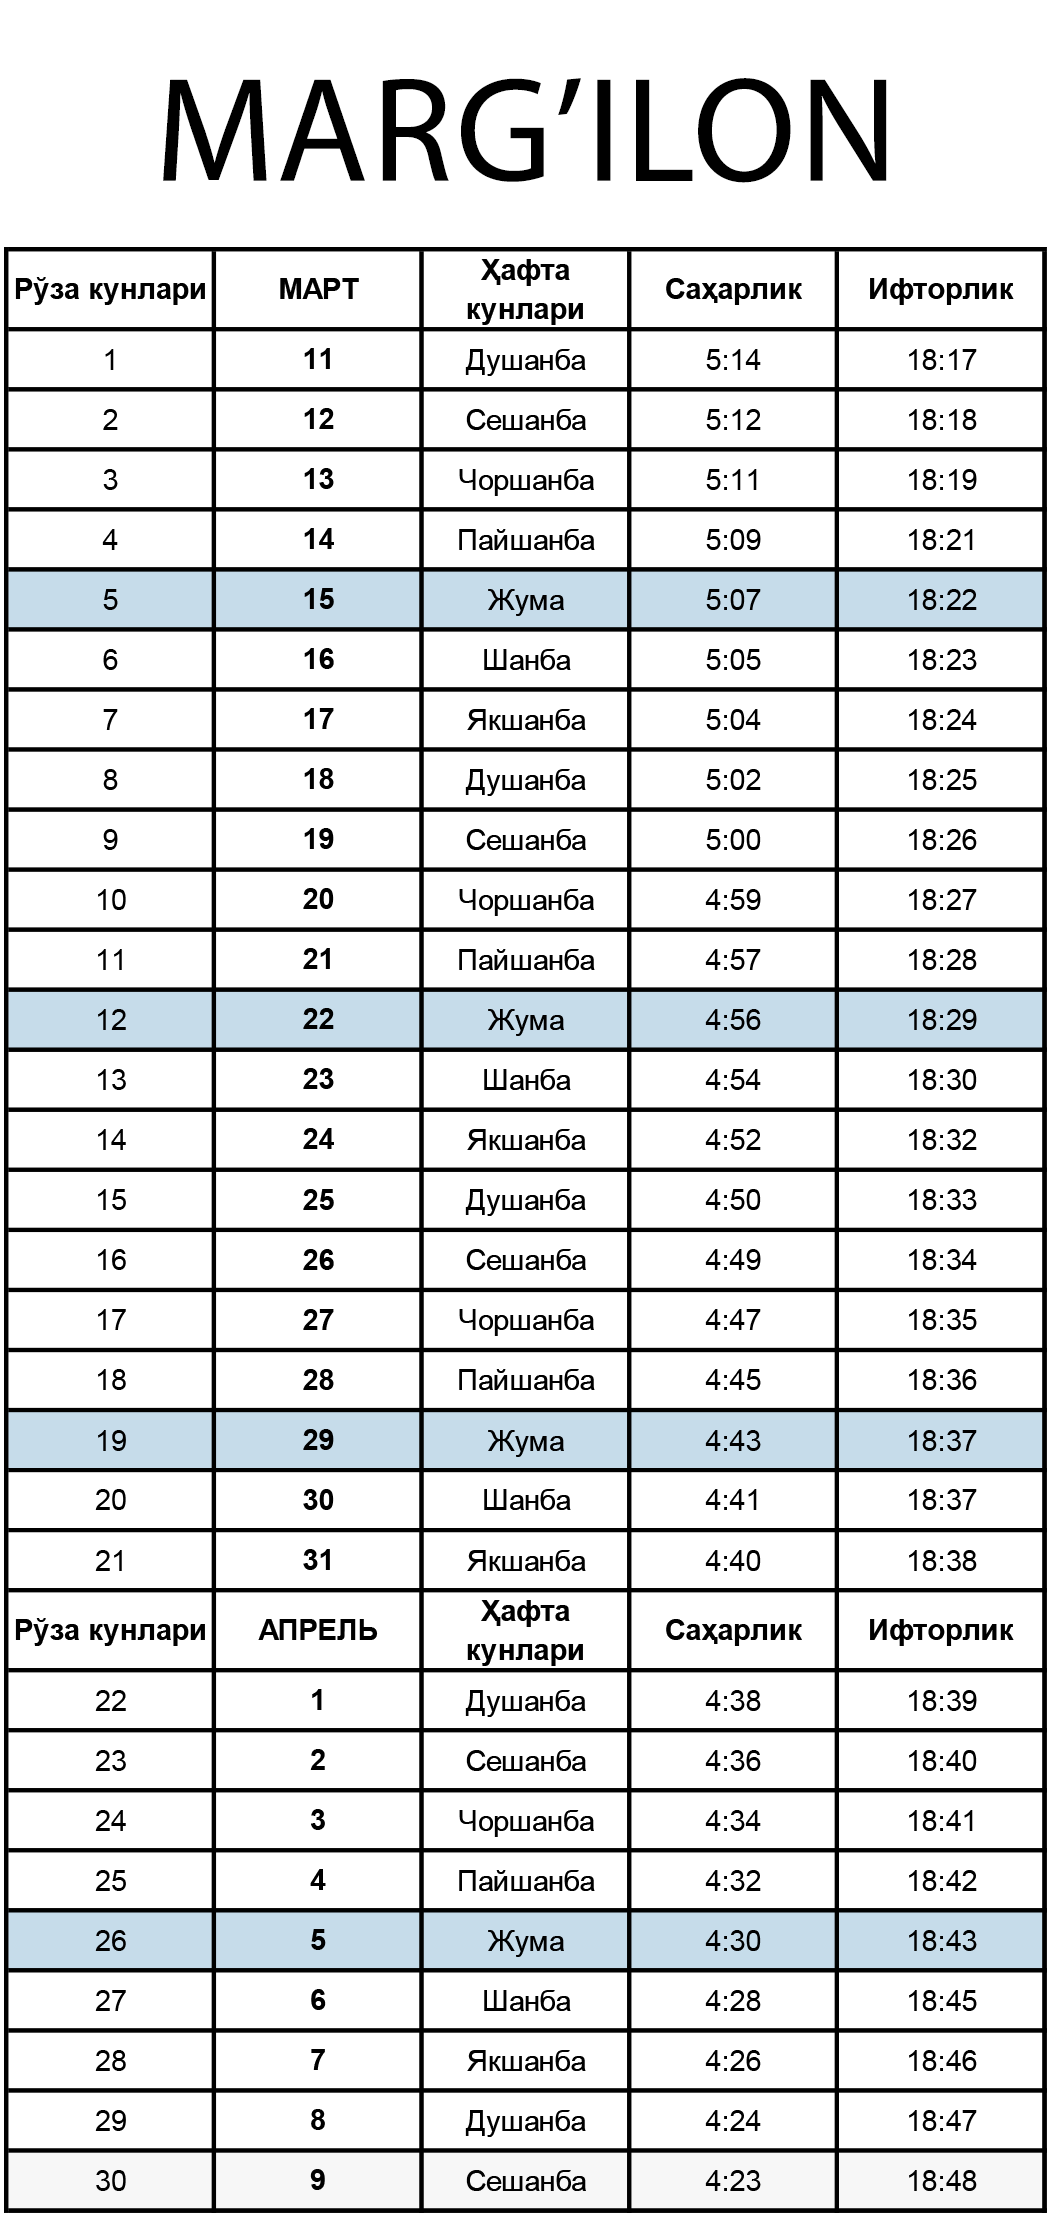 MARG’ILON
Рўза кунлари МАРТ Ҳафта кунлари Саҳарлик Ифторлик
1 11 Душанба 5:14 18:17
2 12 Сешанба 5:12 18:18
3 13 Чоршанба 5:11 18:19
4 14 Пайшанба 5:09 18:21
5 15 Жума 5:07 18:22
6 16 Шанба 5:05 18:23
7 17 Якшанба 5:04 18:24
8 18 Душанба 5:02 18:25
9 19 Сешанба 5:00 18:26
10 20 Чоршанба 4:59 18:27
11 21 Пайшанба 4:57 18:28
12 22 Жума 4:56 18:29
13 23 Шанба 4:54 18:30
14 24 Якшанба 4:52 18:32
15 25 Душанба 4:50 18:33
16 26 Сешанба 4:49 18:34
17 27 Чоршанба 4:47 18:35
18 28 Пайшанба 4:45 18:36
19 29 Жума 4:43 18:37
20 30 Шанба 4:41 18:37
21 31 Якшанба 4:40 18:38
Рўза кунлари АПРЕЛЬ Ҳафта кунлари Саҳарлик Ифторлик
22 1 Душанба 4:38 18:39
23 2 Сешанба 4:36 18:40
24 3 Чоршанба 4:34 18:41
25 4 Пайшанба 4:32 18:42
26 5 Жума 4:30 18:43
27 6 Шанба 4:28 18:45
28 7 Якшанба 4:26 18:46
29 8 Душанба 4:24 18:47
30 9 Сешанба 4:23 18:48